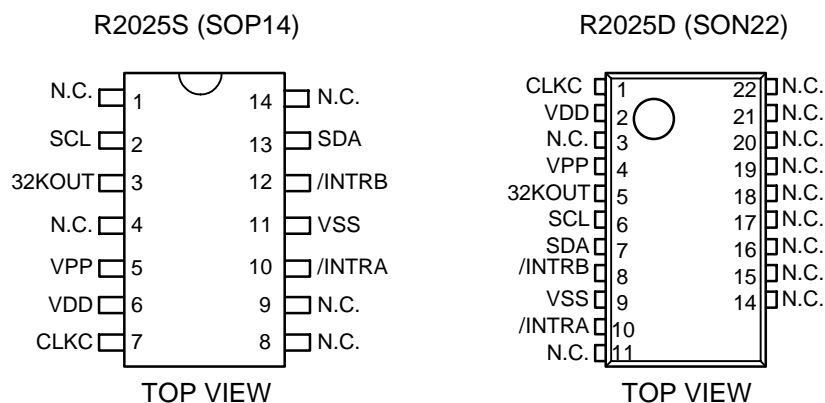 R2025S (SOP14)
N.C. 1 14 N.C.
SCL 2 13 SDA
32KOUT 3 12 /INTRB
N.C. 4 11 VSS
VPP 5 10 /INTRA
VDD 6 9 N.C.
CLKC 7 8 N.C.
TOP VIEW
R2025D (SON22)
CLKC 1 22 N.C.
VDD 2 21 N.C.
N.C. 3 20 N.C.
VPP 4 19 N.C.
32KOUT 5 18 N.C.
SCL 6 17 N.C.
SDA 7 16 N.C.
/INTRB 8 15 N.C.
VSS 9 14 N.C.
/INTRA 10
N.C. 11
TOP VIEW